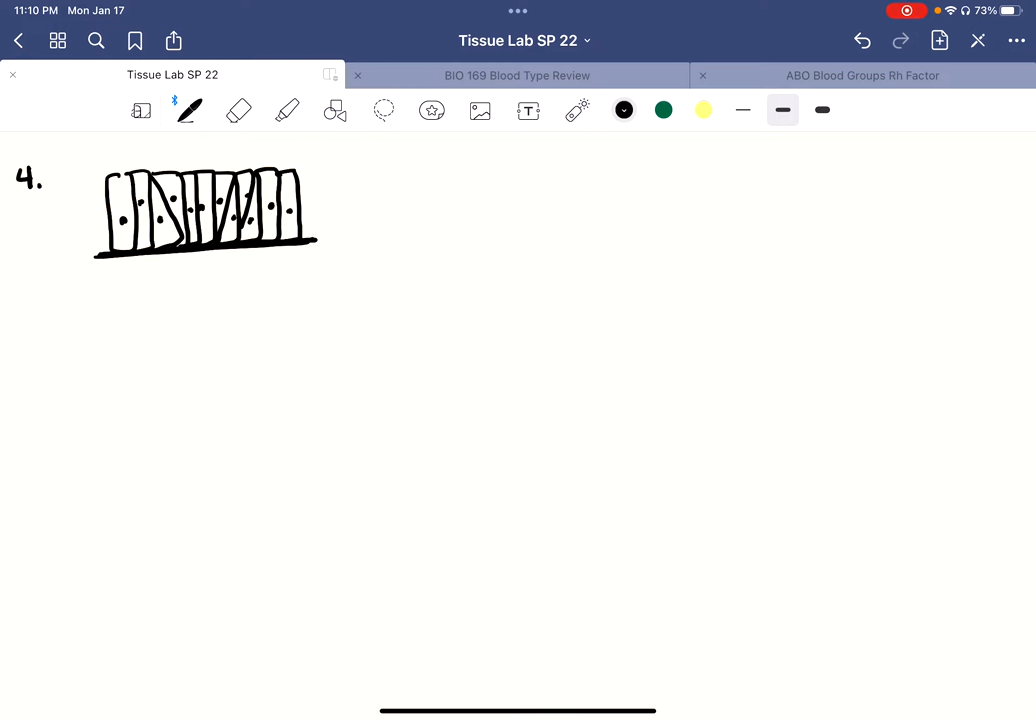 11:10 PM Mon Jan 17 73%
Tissue Lab SP 22
Tissue Lab SP 22 BIO 169 Blood Type Review ABO Blood Groups Rh Factor
T
4.